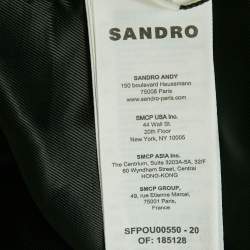 SANDRO
SANDRO ANDY
150 boulevard Haussmann
75008 Paris
www.sandro-paris.com
SMCP USA Inc.
44 Wall St.
20th Floor
New York, NY 10005
SMCP ASIA Inc.
The Centrium, Suite 3203A-5A, 32/F
60 Wyndham Street, Central
HONG-KONG
SMCP GROUP,
49, rue Etienne Marcel,
75001 Paris,
France
SFPOU00550 - 20
OF: 185128